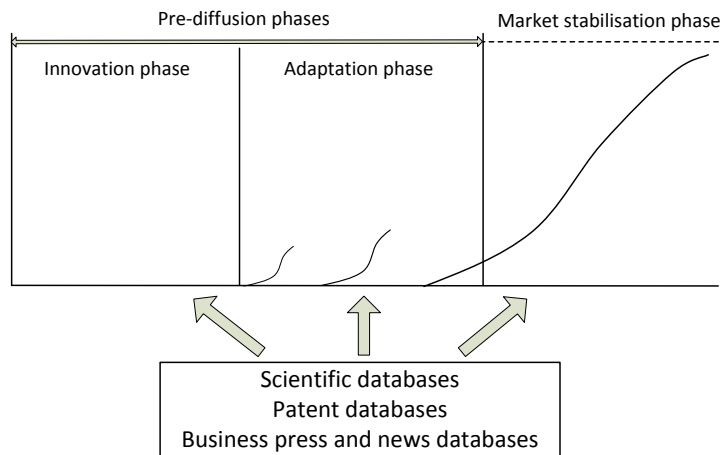 Pre-diffusion phases
Market stabilisation phase
Innovation phase
Adaptation phase
Scientific databases
Patent databases
Business press and news databases